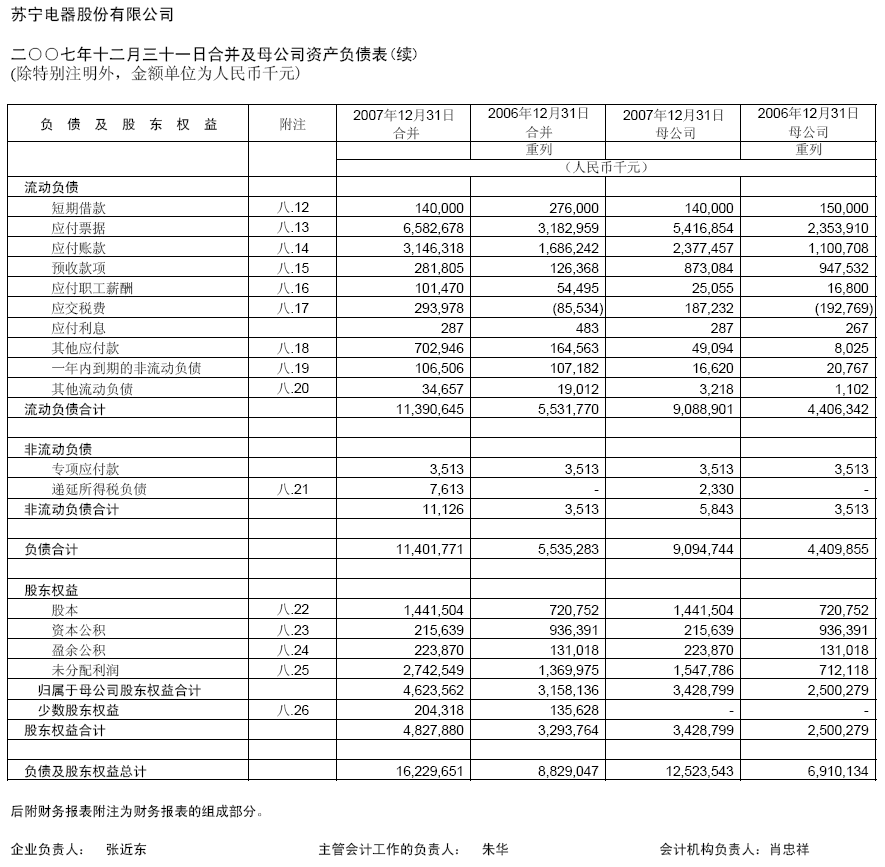 苏宁电器股份有限公司
二〇〇七年十二月三十一日合并及母公司资产负债表(续)
(除特别注明外，金额单位为人民币千元)
负 债 及 股 东 权 益 附注 2007年12月31日 2006年12月31日 2007年12月31日 2006年12月31日
合并 合并 母公司 母公司
重列 重列
（人民币千元）
流动负债
短期借款 八.12 140,000 276,000 140,000 150,000
应付票据 八.13 6,582,678 3,182,959 5,416,854 2,353,910
应付账款 八.14 3,146,318 1,686,242 2,377,457 1,100,708
预收款项 八.15 281,805 126,368 873,084 947,532
应付职工薪酬 八.16 101,470 54,495 25,055 16,800
应交税费 八.17 293,978 (85,534) 187,232 (192,769)
应付利息 287 483 287 267
其他应付款 八.18 702,946 164,563 49,094 8,025
一年内到期的非流动负债 八.19 106,506 107,182 16,620 20,767
其他流动负债 八.20 34,657 19,012 3,218 1,102
流动负债合计 11,390,645 5,531,770 9,088,901 4,406,342
非流动负债
专项应付款 3,513 3,513 3,513 3,513
递延所得税负债 八.21 7,613 - 2,330 -
非流动负债合计 11,126 3,513 5,843 3,513
负债合计 11,401,771 5,535,283 9,094,744 4,409,855
股东权益
股本 八.22 1,441,504 720,752 1,441,504 720,752
资本公积 八.23 215,639 936,391 215,639 936,391
盈余公积 八.24 223,870 131,018 223,870 131,018
未分配利润 八.25 2,742,549 1,369,975 1,547,786 712,118
归属于母公司股东权益合计 4,623,562 3,158,136 3,428,799 2,500,279
少数股东权益 八.26 204,318 135,628 - -
股东权益合计 4,827,880 3,293,764 3,428,799 2,500,279
负债及股东权益总计 16,229,651 8,829,047 12,523,543 6,910,134
后附财务报表附注为财务报表的组成部分。
企业负责人： 张近东 主管会计工作的负责人： 朱华 会计机构负责人：肖忠祥